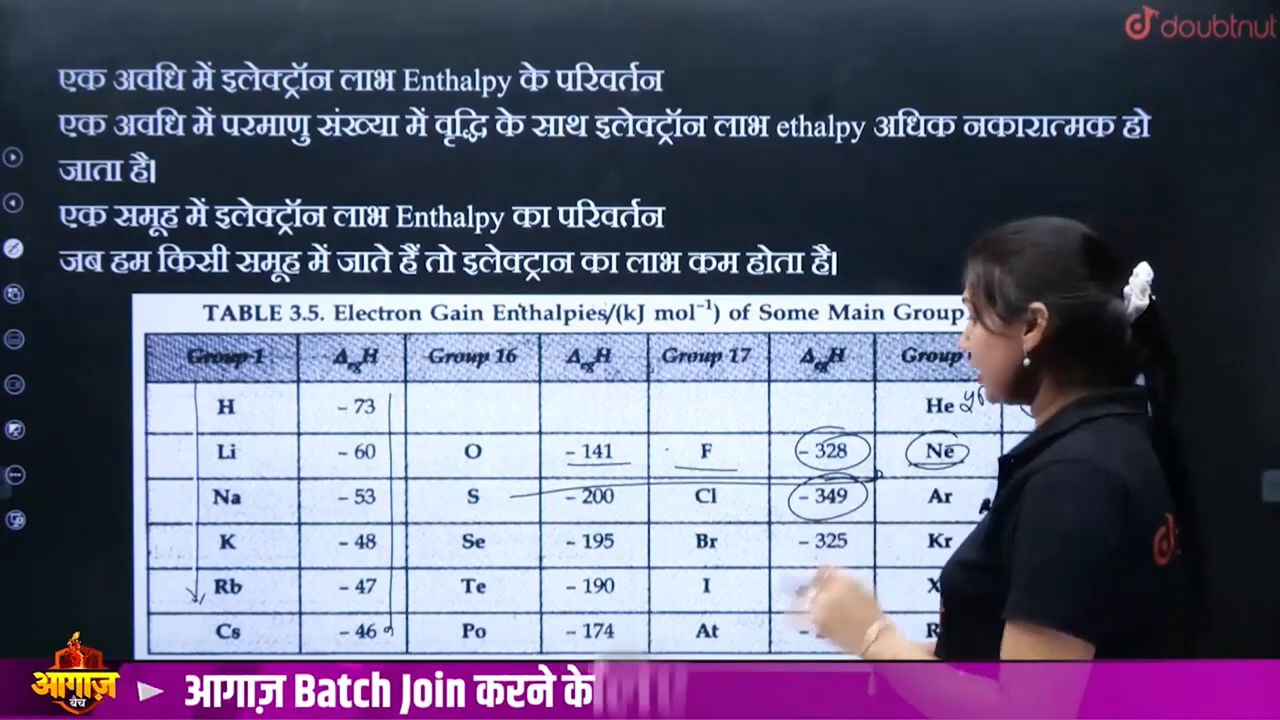 doubtnut
एक अवधि में इलेक्ट्रॉन लाभ Enthalpy के परिवर्तन
एक अवधि में परमाणु संख्या में वृद्धि के साथ इलेक्ट्रॉन लाभ ethalpy अधिक नकारात्मक हो
जाता है।
एक समूह में इलेक्ट्रॉन लाभ Enthalpy का परिवर्तन
जब हम किसी समूह में जाते हैं तो इलेक्ट्रान का लाभ कम होता है।
TABLE 3.5. Electron Gain Enthalpies/(kJ mol⁻¹) of Some Main Group
Group 1 ΔegH Group 16 ΔegH Group 17 ΔegH Group
H – 73 He
Li – 60 O – 141 F – 328 Ne
Na – 53 S – 200 Cl – 349 Ar
K – 48 Se – 195 Br – 325 Kr
Rb – 47 Te – 190 I
Cs – 46 Po – 174 At
आगाज़ बैच
आगाज़ Batch Join करने के